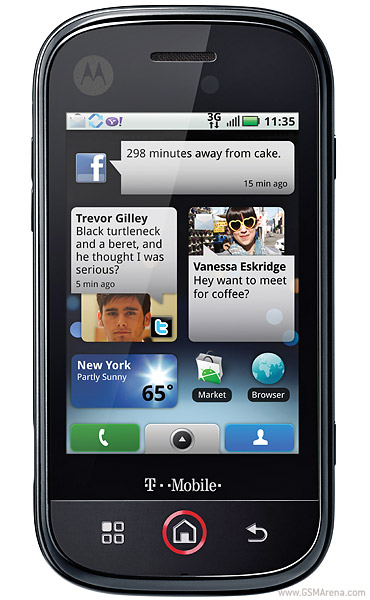 Y!
3G
11:35
f
298 minutes away from cake.
15 min ago
Trevor Gilley
Black turtleneck
and a beret, and
he thought I was
serious?
5 min ago
t
Vanessa Eskridge
Hey want to meet
for coffee?
New York
Partly Sunny
65°
Market
Browser
T··Mobile·
www.GSMArena.com